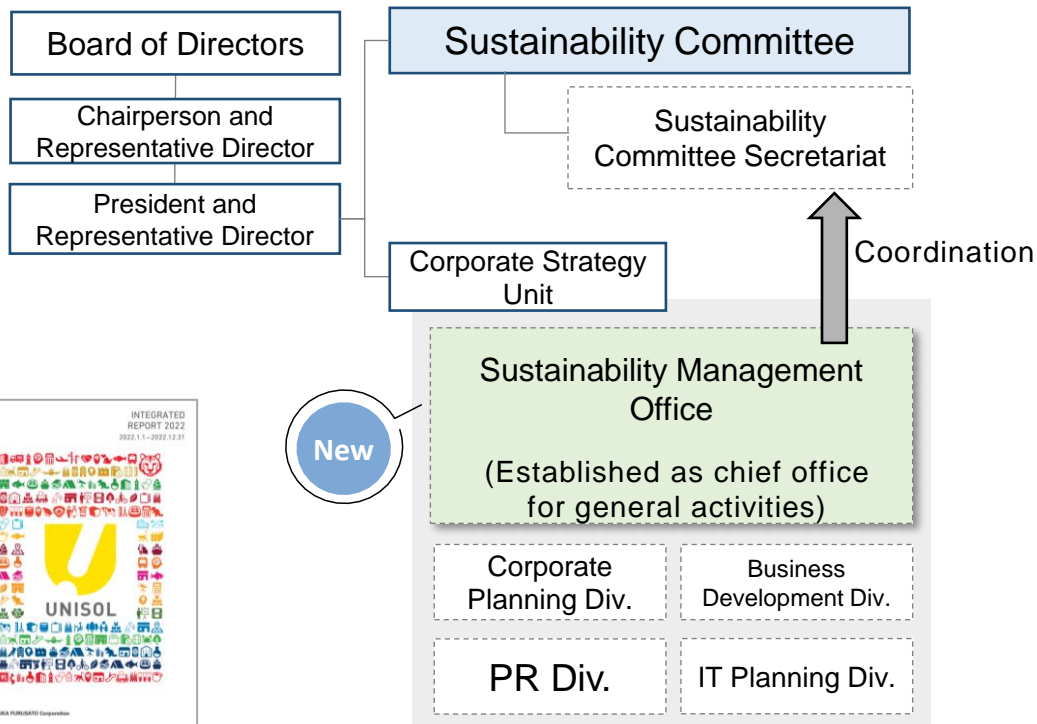 Board of Directors
Sustainability Committee
Chairperson and
Representative Director
Sustainability
Committee Secretariat
President and
Representative Director
Coordination
Corporate Strategy
Unit
Sustainability Management
Office
New
(Established as chief office
for general activities)
Corporate
Planning Div.
Business
Development Div.
PR Div.
IT Planning Div.
INTEGRATED
REPORT 2022
2022.1.1–2022.12.31
UNISOL
FURUSATO Corporation